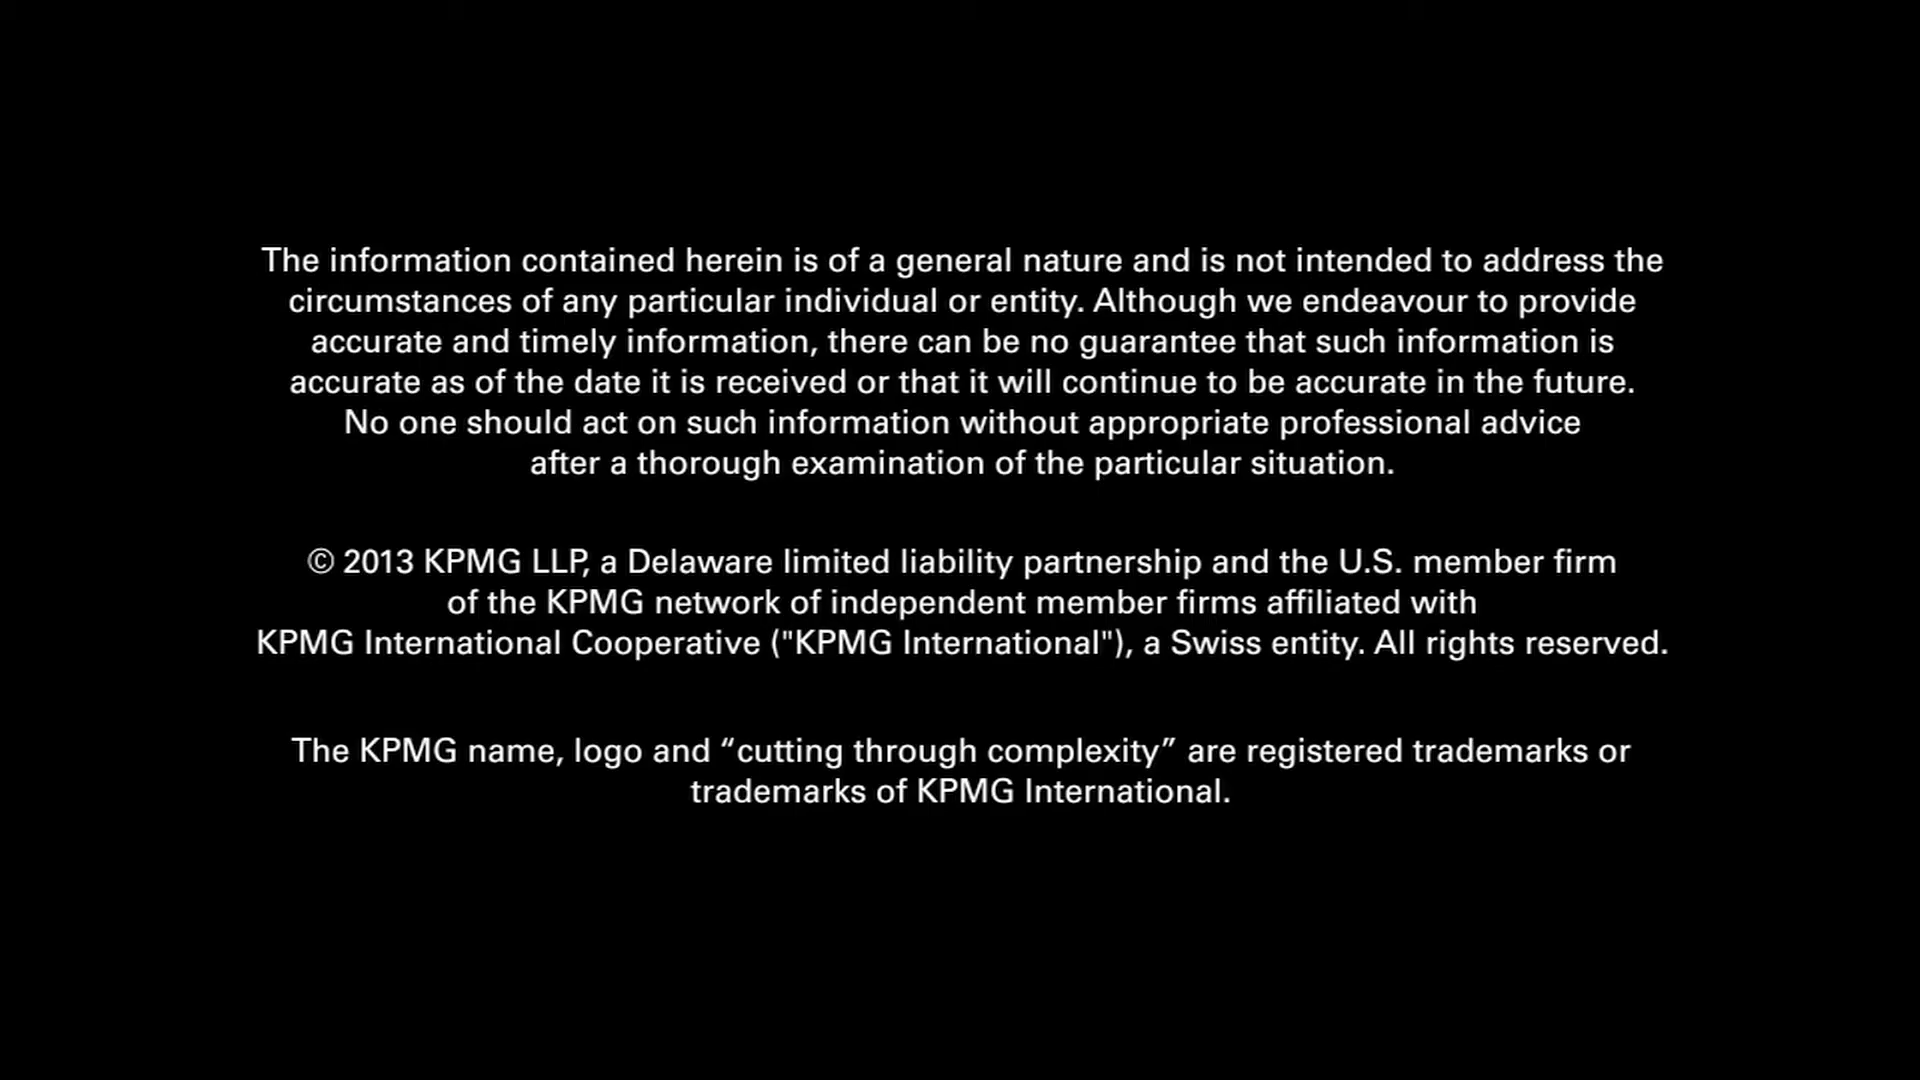 The information contained herein is of a general nature and is not intended to address the
circumstances of any particular individual or entity. Although we endeavour to provide
accurate and timely information, there can be no guarantee that such information is
accurate as of the date it is received or that it will continue to be accurate in the future.
No one should act on such information without appropriate professional advice
after a thorough examination of the particular situation.
© 2013 KPMG LLP, a Delaware limited liability partnership and the U.S. member firm
of the KPMG network of independent member firms affiliated with
KPMG International Cooperative ("KPMG International"), a Swiss entity. All rights reserved.
The KPMG name, logo and “cutting through complexity” are registered trademarks or
trademarks of KPMG International.